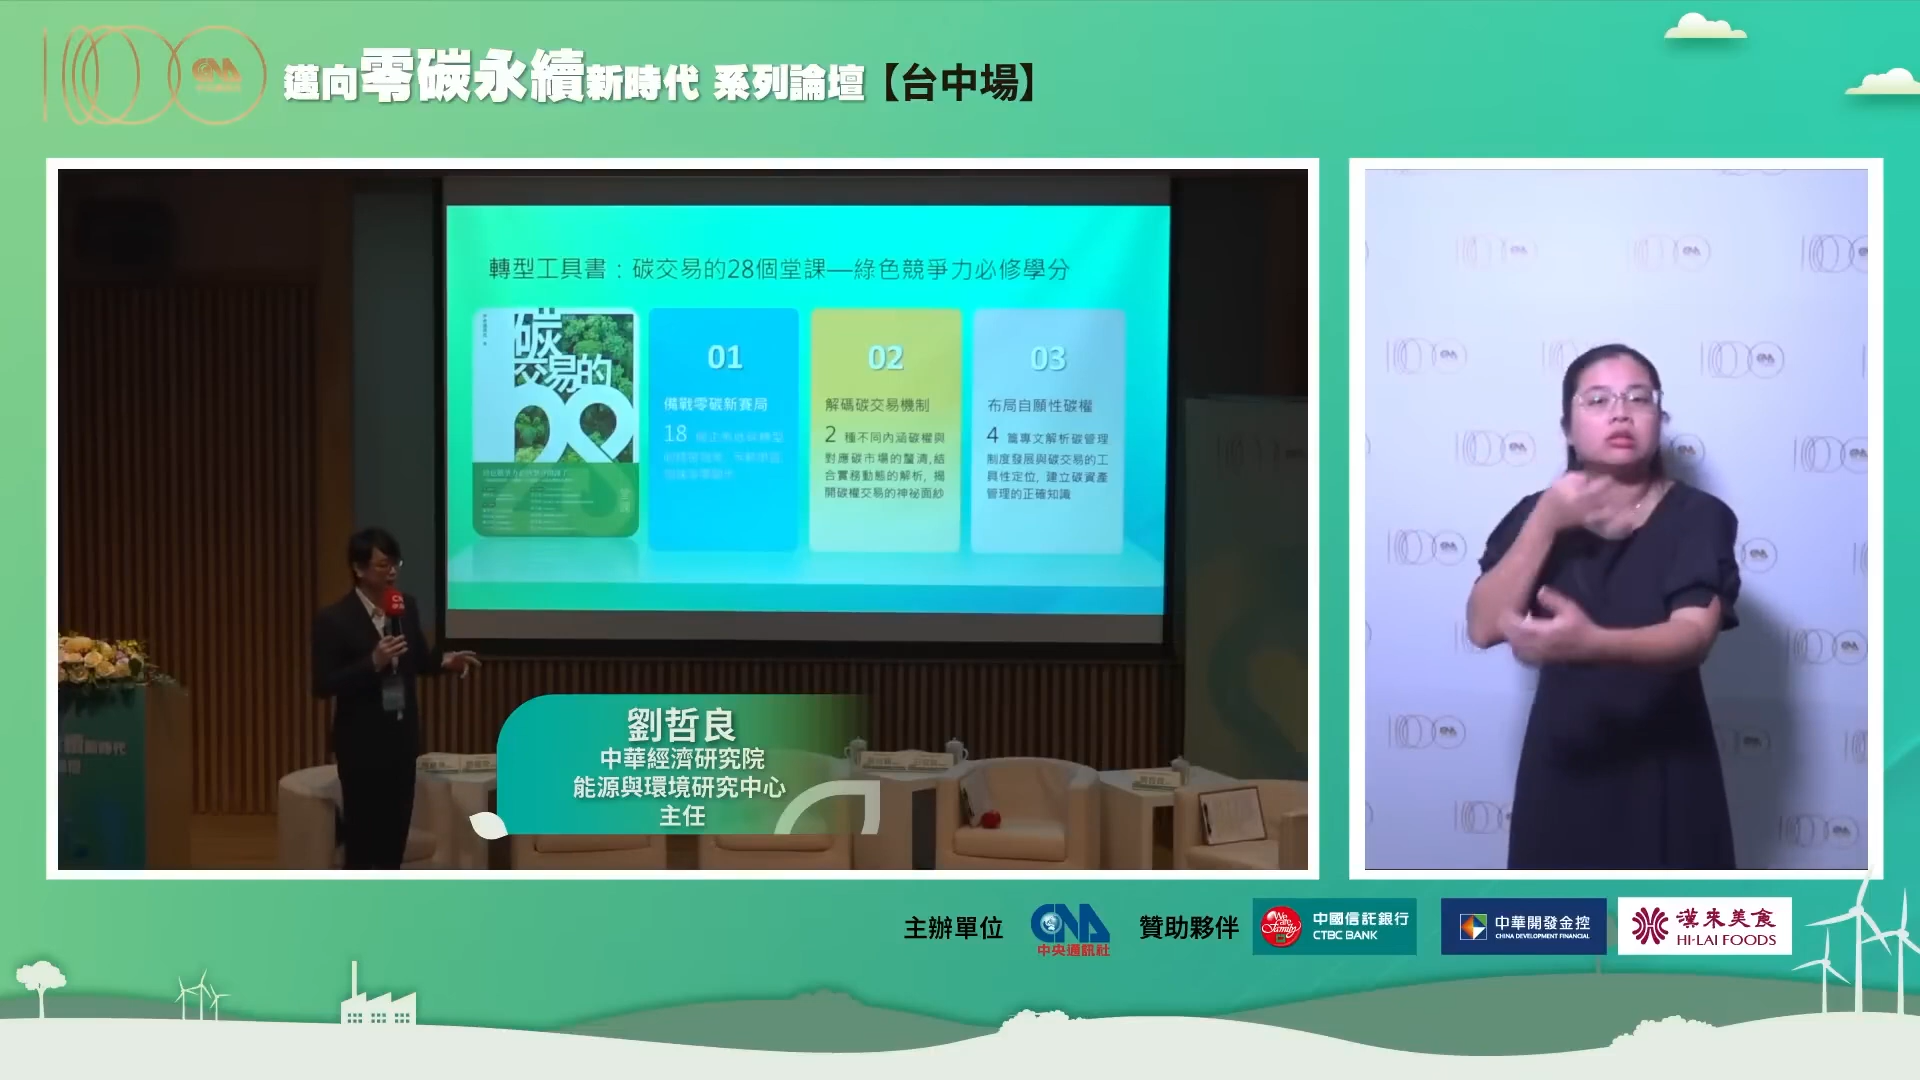 邁向零碳永續新時代 系列論壇【台中場】
轉型工具書：碳交易的28個堂課—綠色競爭力必修學分
碳
交易的
28
01
備戰零碳新賽局
18
02
解碼碳交易機制
2 種不同內涵碳權與
對應碳市場的釐清,結
合實務動態的解析, 揭
開碳權交易的神祕面紗
03
布局自願性碳權
4 篇專文解析碳管理
制度發展與碳交易的工
具性定位, 建立碳資產
管理的正確知識
劉哲良
中華經濟研究院
能源與環境研究中心
主任
主辦單位
CNA
中央通訊社
贊助夥伴
We are family
中國信託銀行
CTBC BANK
中華開發金控
CHINA DEVELOPMENT FINANCIAL
漢來美食
HI-LAI FOODS